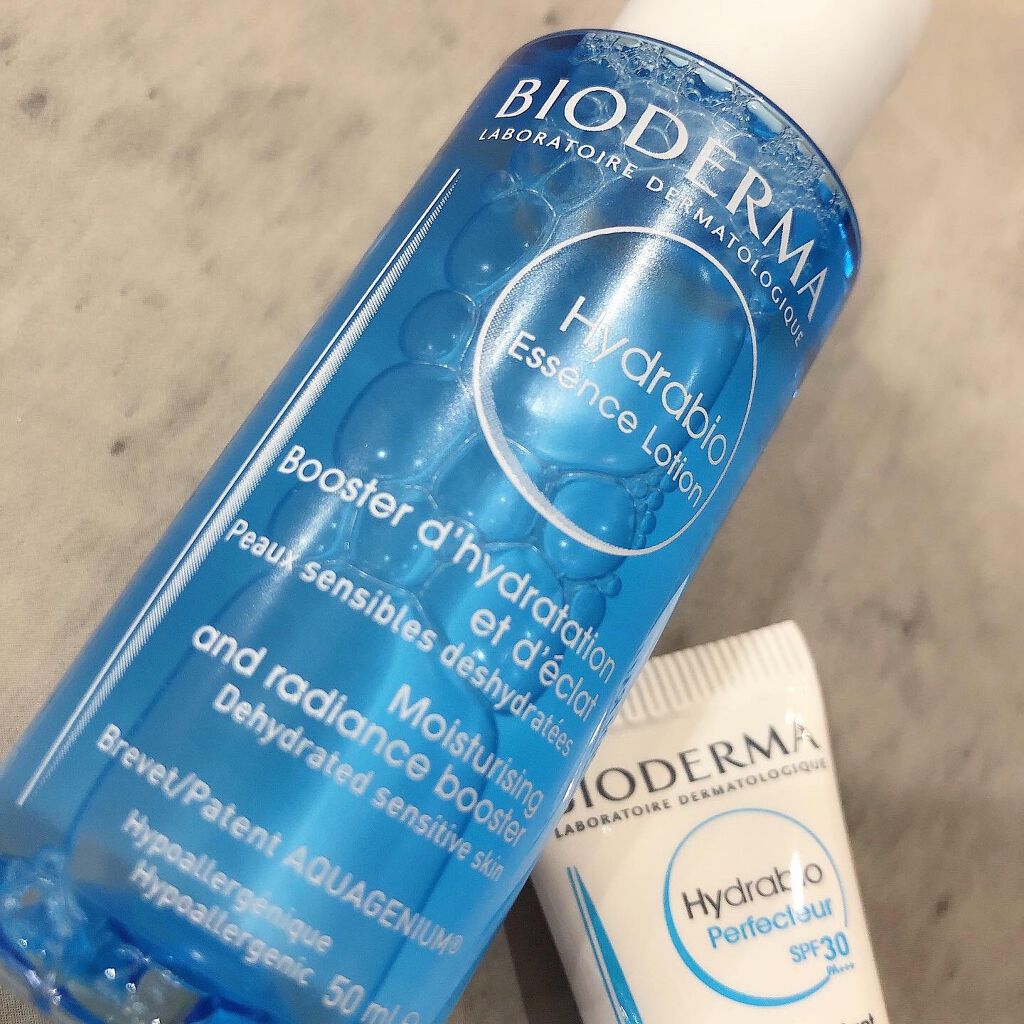 BIODERMA
LABORATOIRE DERMATOLOGIQUE
Hydrabio
Essence Lotion
Booster d'hydratation
et d'éclat
Peaux sensibles déshydratées
Moisturising
and radiance booster
Dehydrated sensitive skin
Brevet/Patent AQUAGENIUM®
Hypoallergénique
Hypoallergenic 50 ml e
BIODERMA
LABORATOIRE DERMATOLOGIQUE
Hydrabio
Perfecteur
SPF30
PA+++